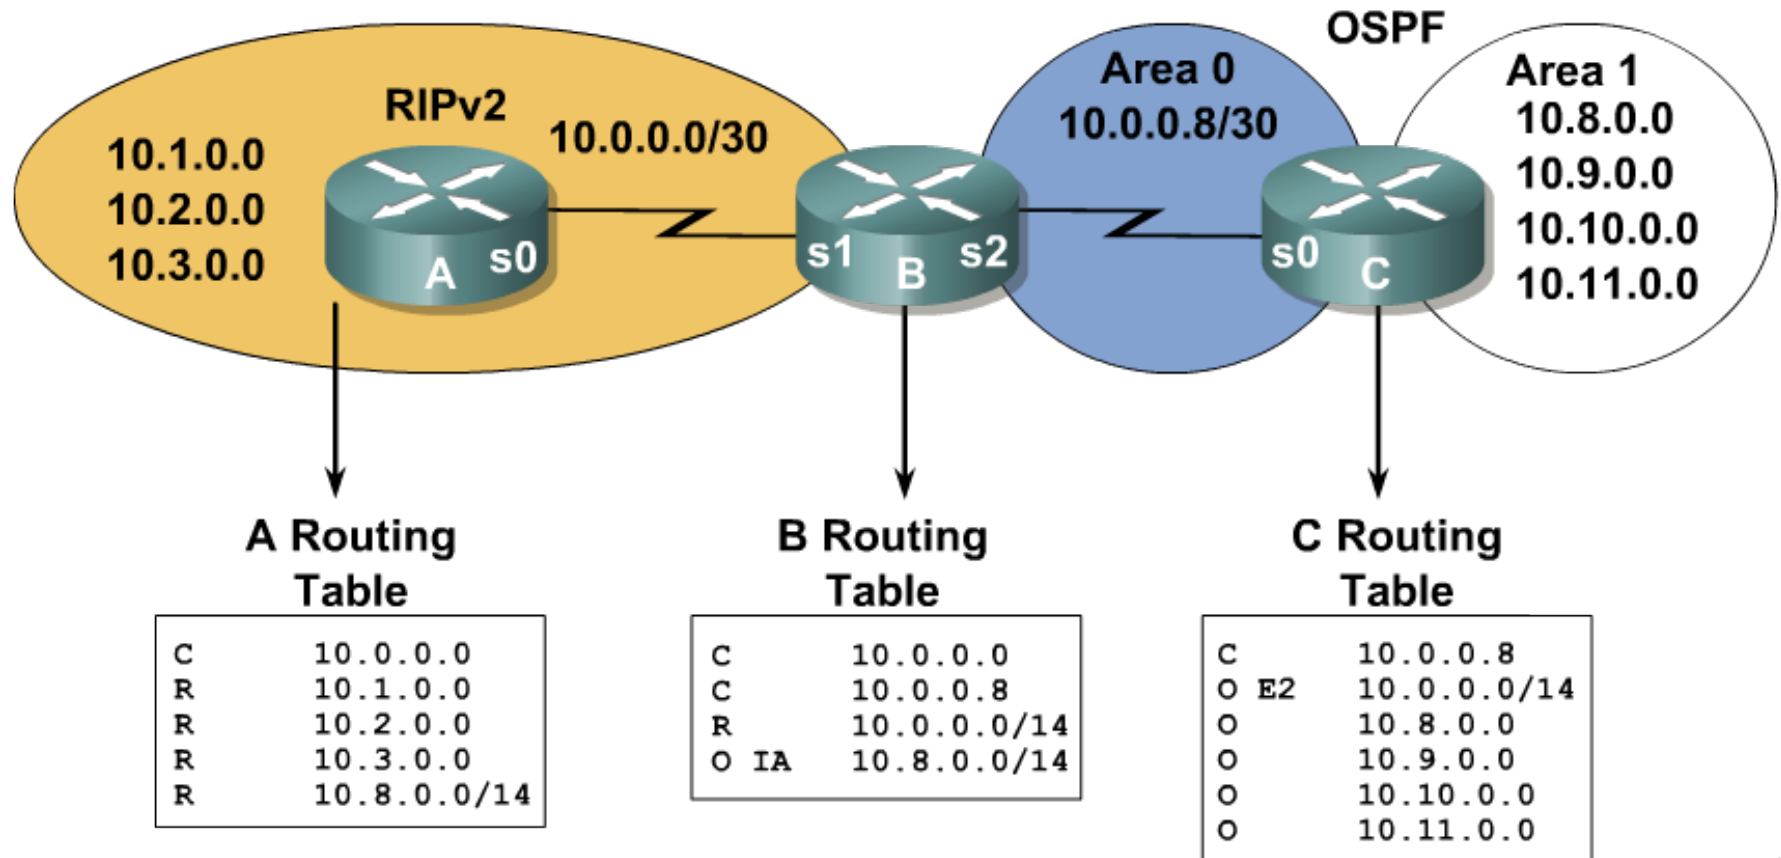 OSPF
RIPv2
10.0.0.0/30
10.1.0.0
10.2.0.0
10.3.0.0
A
s0
s1
B
s2
Area 0
10.0.0.8/30
s0
C
Area 1
10.8.0.0
10.9.0.0
10.10.0.0
10.11.0.0
A Routing
Table
C 10.0.0.0
R 10.1.0.0
R 10.2.0.0
R 10.3.0.0
R 10.8.0.0/14
B Routing
Table
C 10.0.0.0
C 10.0.0.8
R 10.0.0.0/14
O IA 10.8.0.0/14
C Routing
Table
C 10.0.0.8
O E2 10.0.0.0/14
O 10.8.0.0
O 10.9.0.0
O 10.10.0.0
O 10.11.0.0